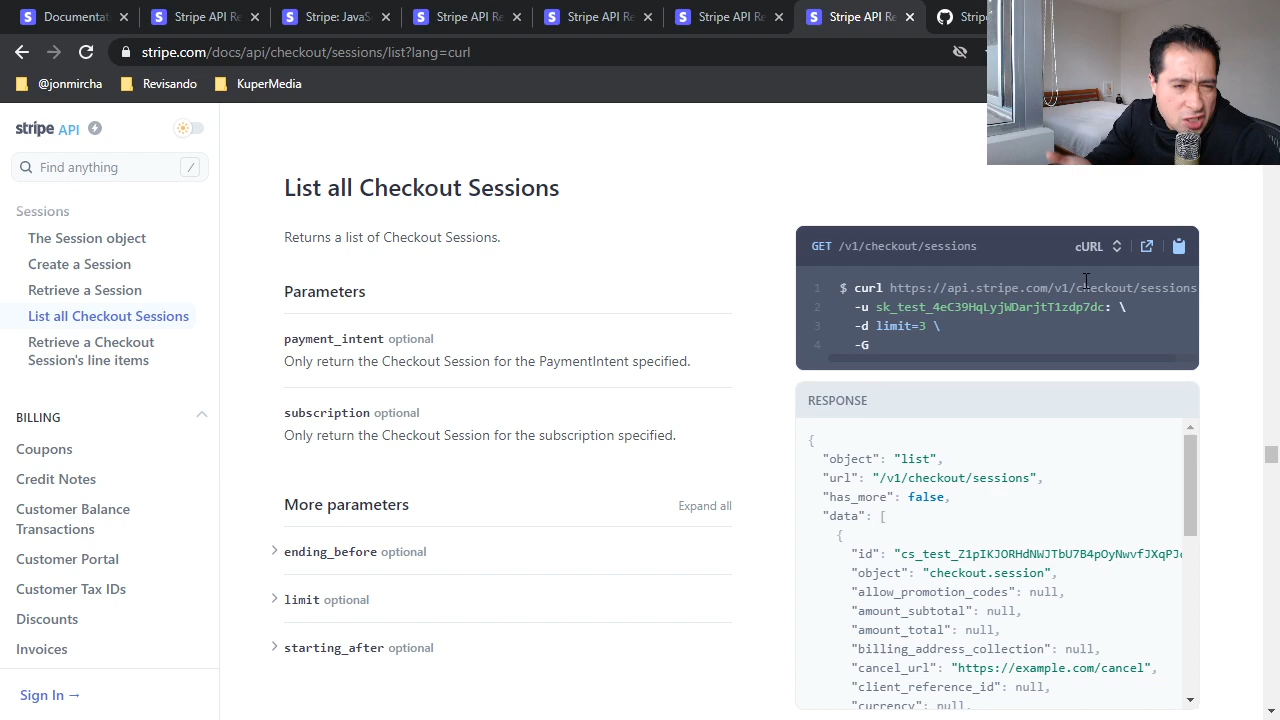 Documentat
Stripe API Re
Stripe: JavaS
Stripe API Re
Stripe API Re
Stripe API Re
Stripe API Re
Stripe
stripe.com/docs/api/checkout/sessions/list?lang=curl
@jonmircha
Revisando
KuperMedia
stripe API
Find anything /
Sessions
The Session object
Create a Session
Retrieve a Session
List all Checkout Sessions
Retrieve a Checkout
Session's line items
BILLING
Coupons
Credit Notes
Customer Balance
Transactions
Customer Portal
Customer Tax IDs
Discounts
Invoices
Sign In →
List all Checkout Sessions
Returns a list of Checkout Sessions.
Parameters
payment_intent optional
Only return the Checkout Session for the PaymentIntent specified.
subscription optional
Only return the Checkout Session for the subscription specified.
More parameters Expand all
ending_before optional
limit optional
starting_after optional
GET /v1/checkout/sessions cURL
1 $ curl https://api.stripe.com/v1/checkout/sessions
2 -u sk_test_4eC39HqLyjWDarjtT1zdp7dc: \
3 -d limit=3 \
4 -G
RESPONSE
{
"object": "list",
"url": "/v1/checkout/sessions",
"has_more": false,
"data": [
{
"id": "cs_test_Z1pIKJORHdNWJTbU7B4pOyNwvfJXqPJ
"object": "checkout.session",
"allow_promotion_codes": null,
"amount_subtotal": null,
"amount_total": null,
"billing_address_collection": null,
"cancel_url": "https://example.com/cancel",
"client_reference_id": null,
"currency": null,